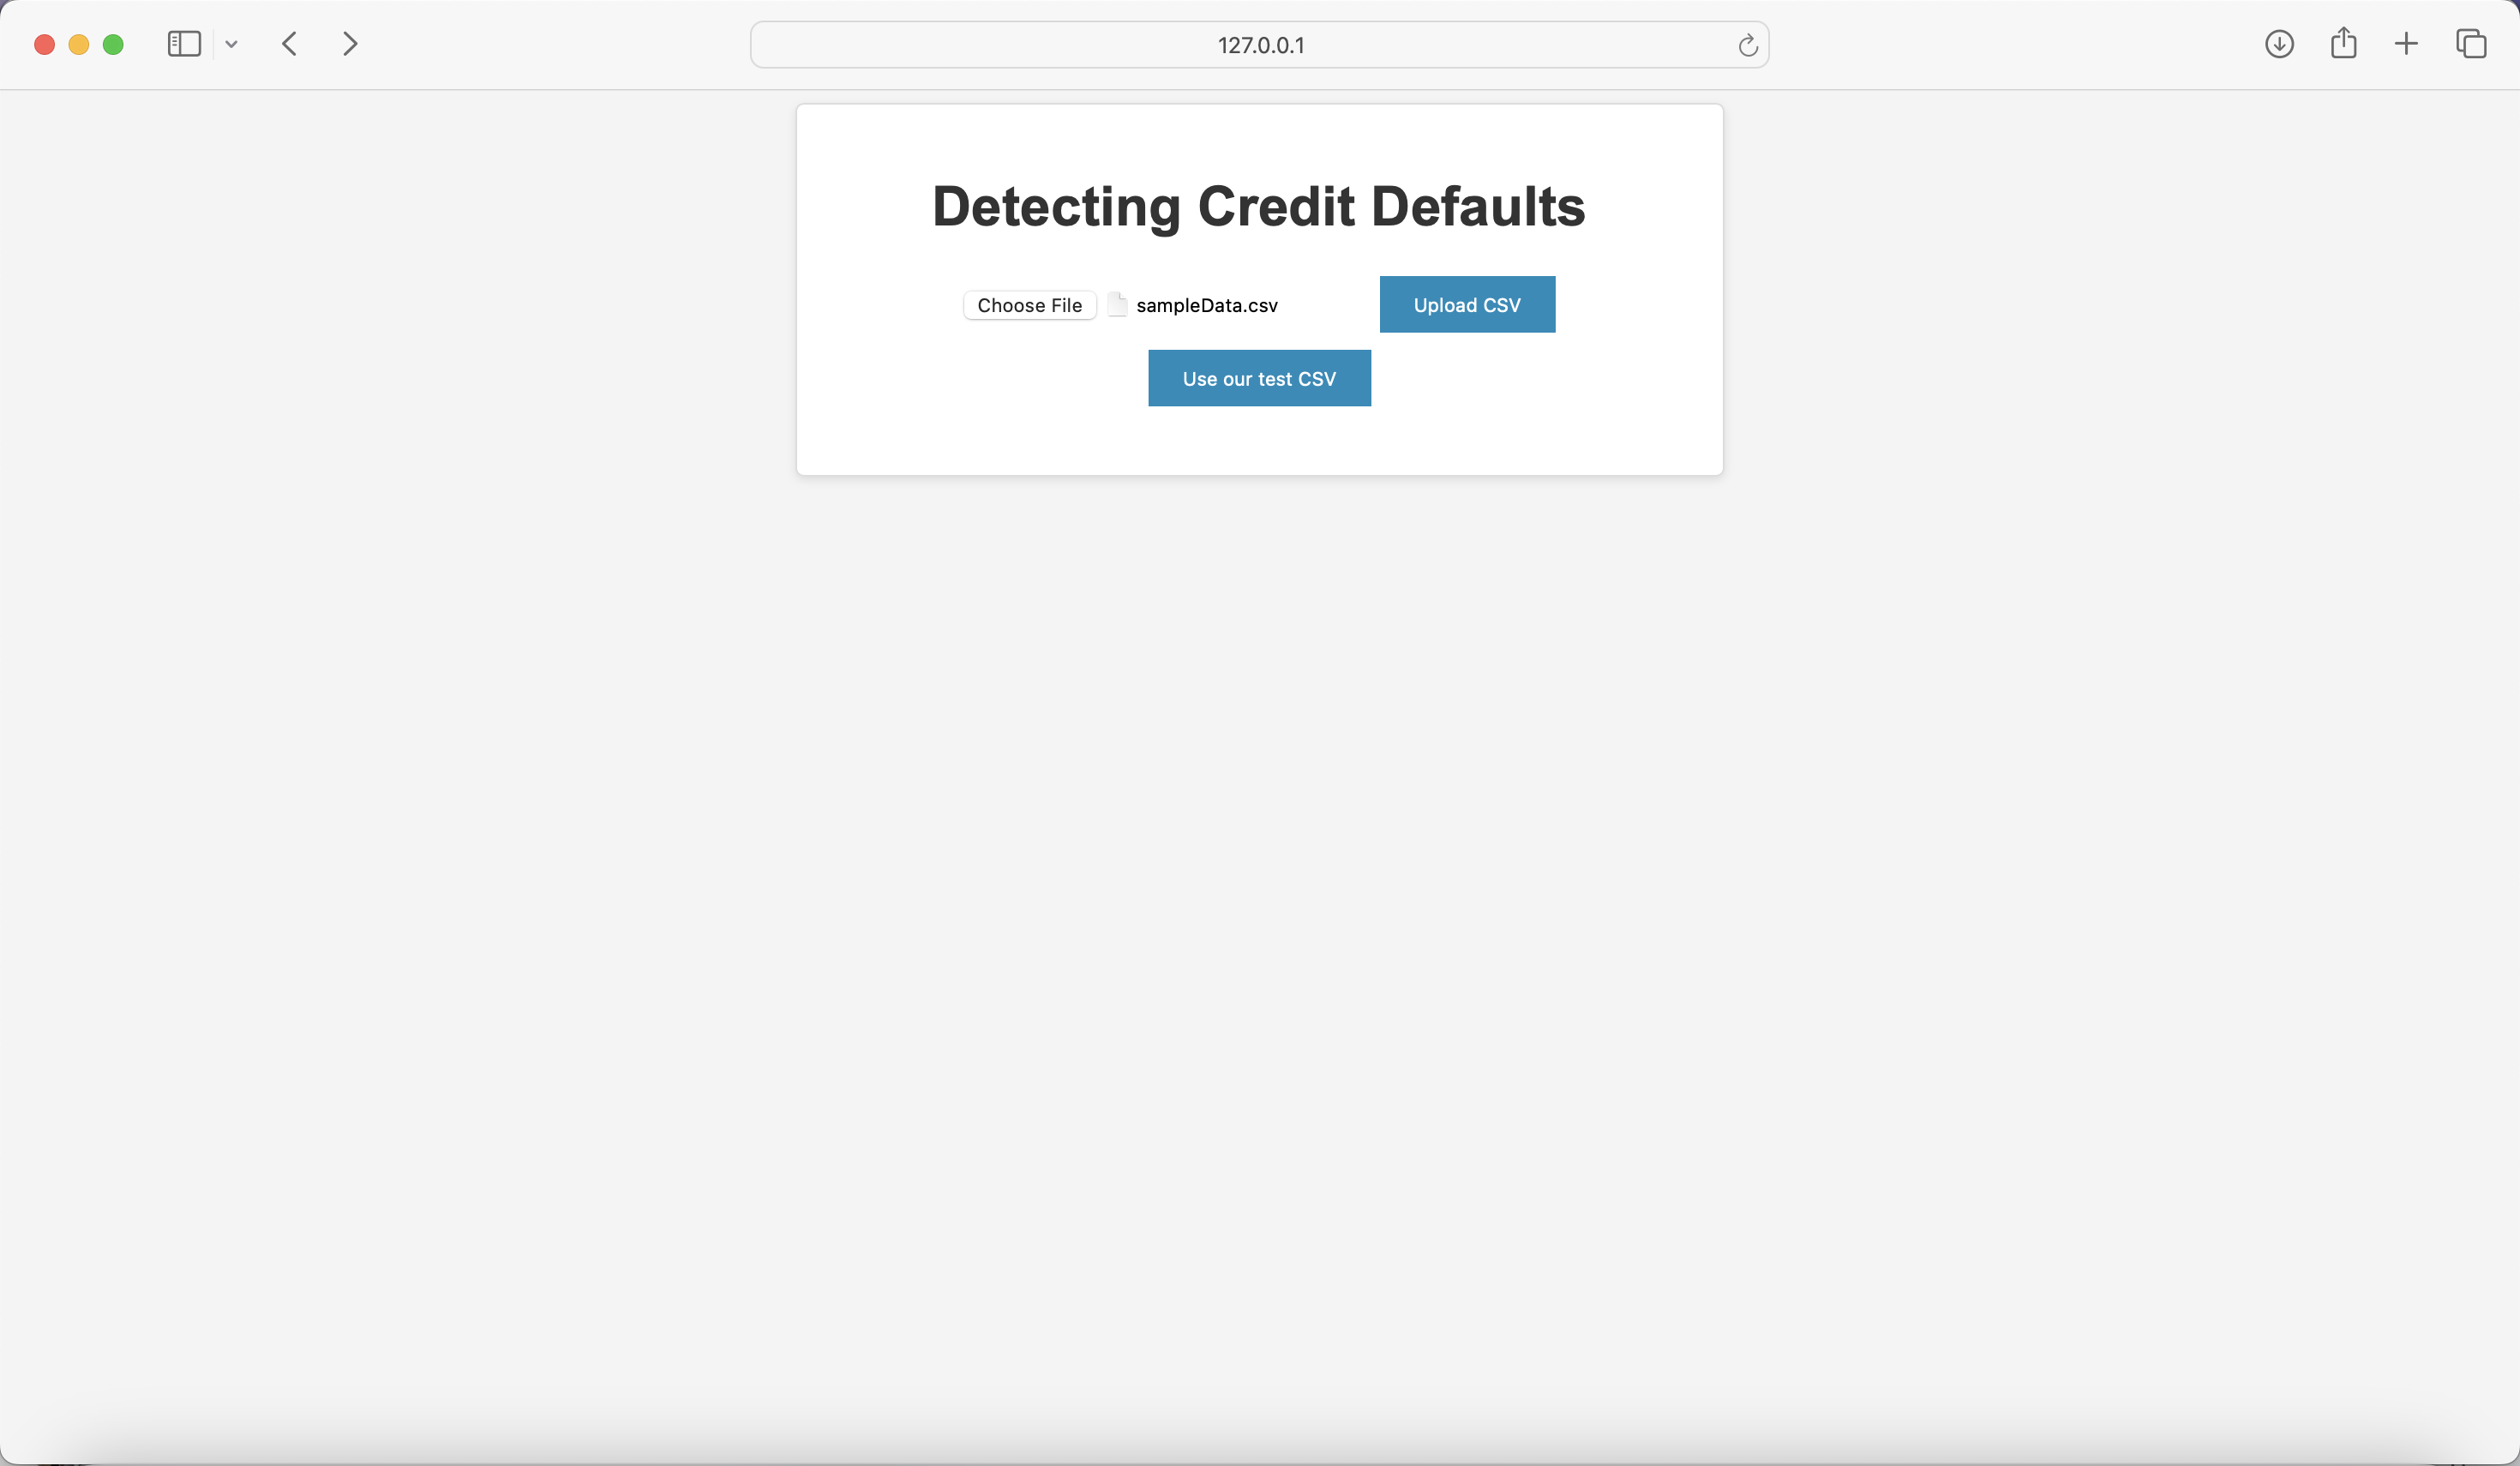 127.0.0.1
Detecting Credit Defaults
Choose File sampleData.csv Upload CSV
Use our test CSV